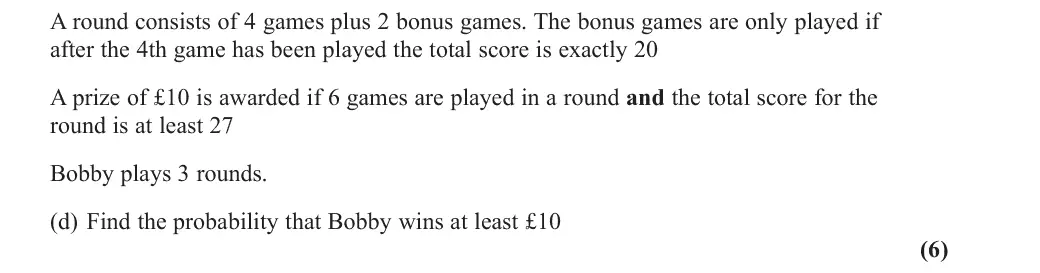 A round consists of 4 games plus 2 bonus games. The bonus games are only played if
after the 4th game has been played the total score is exactly 20
A prize of £10 is awarded if 6 games are played in a round and the total score for the
round is at least 27
Bobby plays 3 rounds.
(d) Find the probability that Bobby wins at least £10
(6)